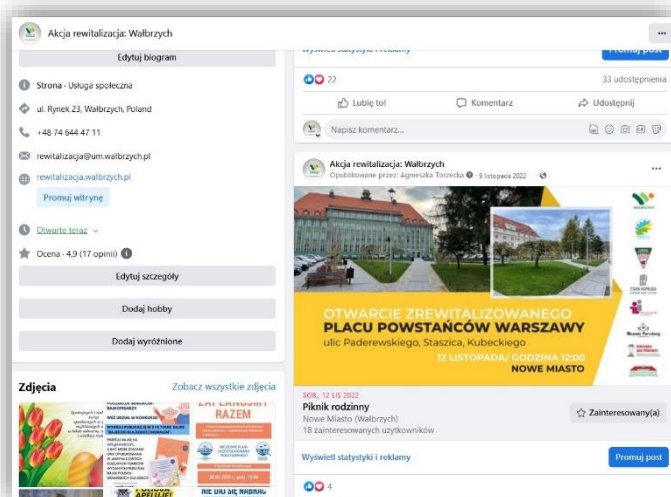 Akcja rewitalizacja: Wałbrzych
Edytuj biogram
Strona · Usługa społeczna
ul. Rynek 23, Wałbrzych, Poland
+48 74 644 47 11
rewitalizacja@um.walbrzych.pl
rewitalizacja.walbrzych.pl
Promuj witrynę
Otwarte teraz
Ocena · 4,9 (17 opinii)
Edytuj szczegóły
Dodaj hobby
Dodaj wyróżnione
Zdjęcia
Zobacz wszystkie zdjęcia
RAZEM
Wyświetl statystyki i reklamy
Promuj post
22
33 udostępnienia
Lubię to!
Komentarz
Udostępnij
Napisz komentarz...
Akcja rewitalizacja: Wałbrzych
Opublikowane przez: Agnieszka Torzecka · 9 listopada 2022
OTWARCIE ZREWITALIZOWANEGO
PLACU POWSTAŃCÓW WARSZAWY
ulic Paderewskiego, Staszica, Kubeckiego
12 LISTOPADA/ GODZINA 12:00
NOWE MIASTO
SOB., 12 LIS 2022
Piknik rodzinny
Nowe Miasto (Wałbrzych)
18 zainteresowanych użytkowników
Zainteresowany(a)
Wyświetl statystyki i reklamy
Promuj post
4